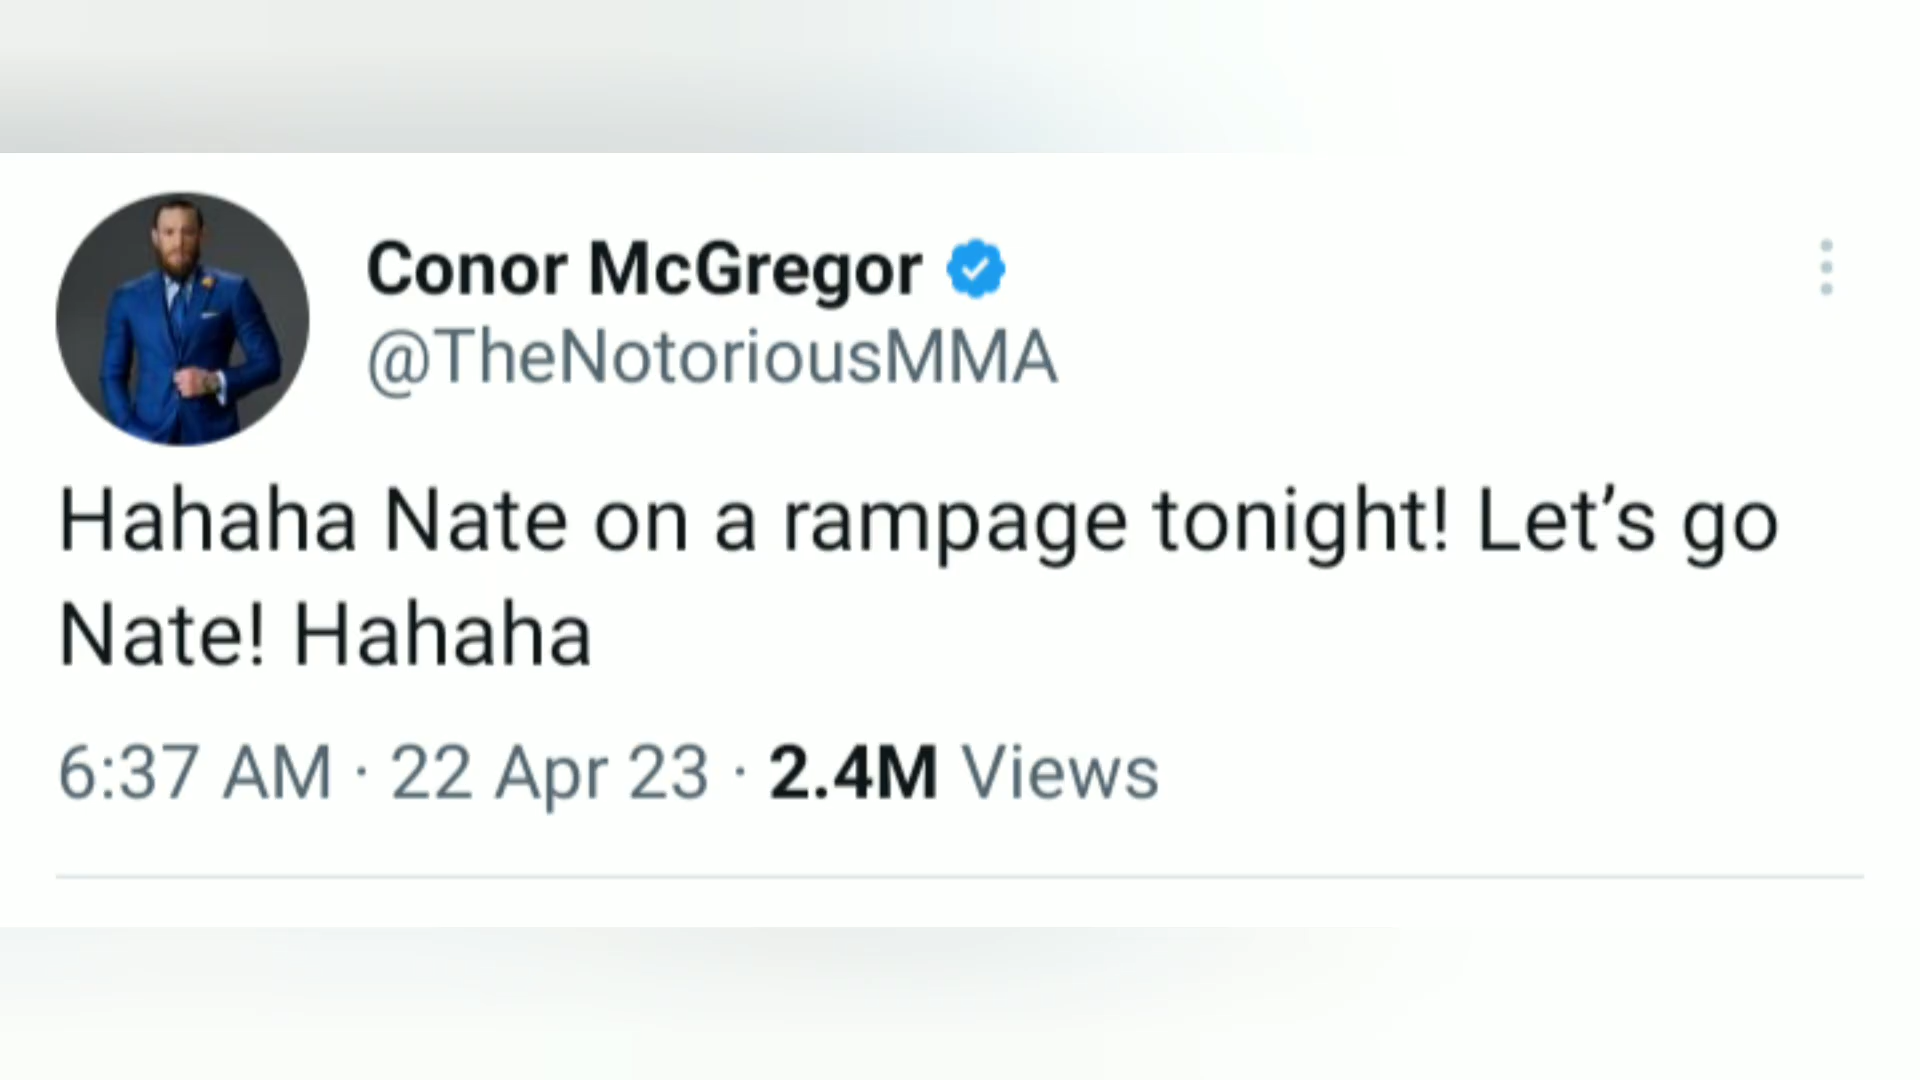 Conor McGregor
@TheNotoriousMMA
Hahaha Nate on a rampage tonight! Let’s go
Nate! Hahaha
6:37 AM · 22 Apr 23 · 2.4M Views